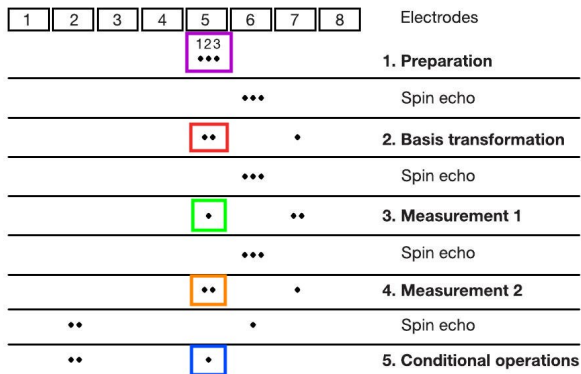 1 2 3 4 5 6 7 8 Electrodes
123
1. Preparation
Spin echo
2. Basis transformation
Spin echo
3. Measurement 1
Spin echo
4. Measurement 2
Spin echo
5. Conditional operations